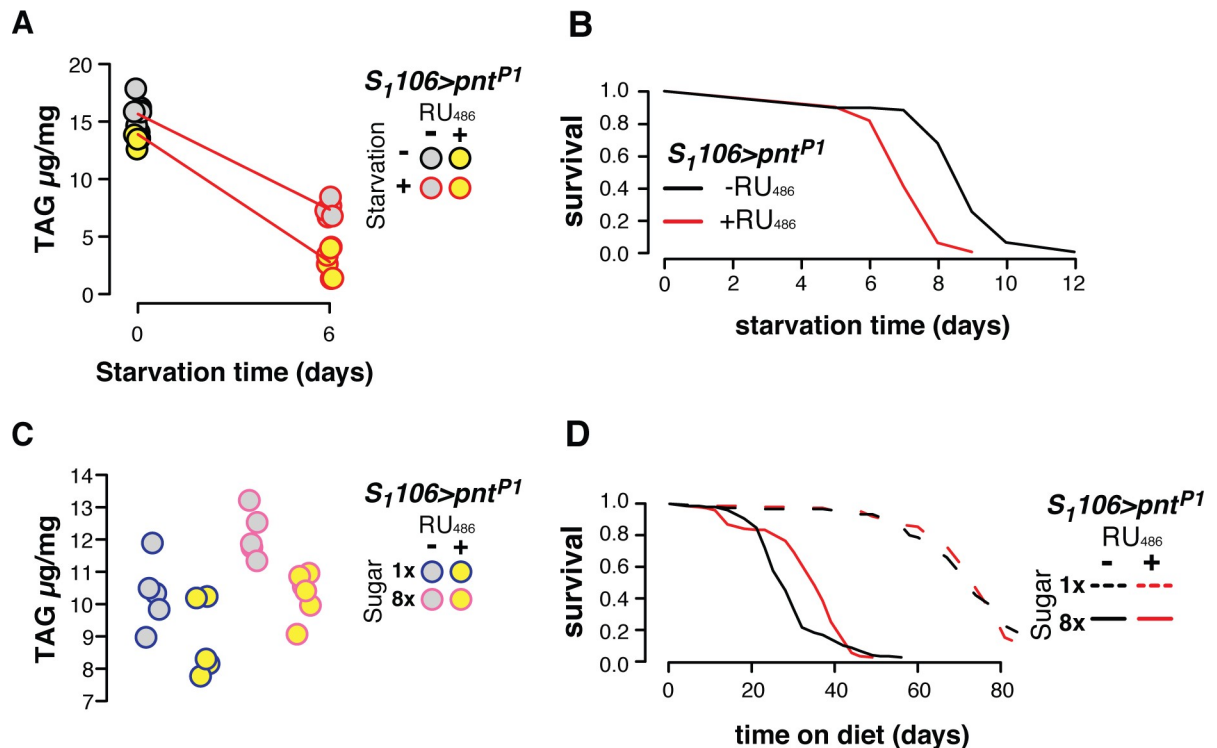 A
TAG µg/mg
20
15
10
5
0
0
6
Starvation time (days)
S1106>pntP1
RU486
- +
Starvation
-
+
B
survival
1.0
0.8
0.6
0.4
0.2
0.0
S1106>pntP1
-RU486
+RU486
0 2 4 6 8 10 12
starvation time (days)
C
TAG µg/mg
14
13
12
11
10
9
8
7
S1106>pntP1
RU486
- +
Sugar
1x
8x
D
survival
1.0
0.8
0.6
0.4
0.2
0.0
0 20 40 60 80
time on diet (days)
S1106>pntP1
RU486
- +
Sugar
1x
8x